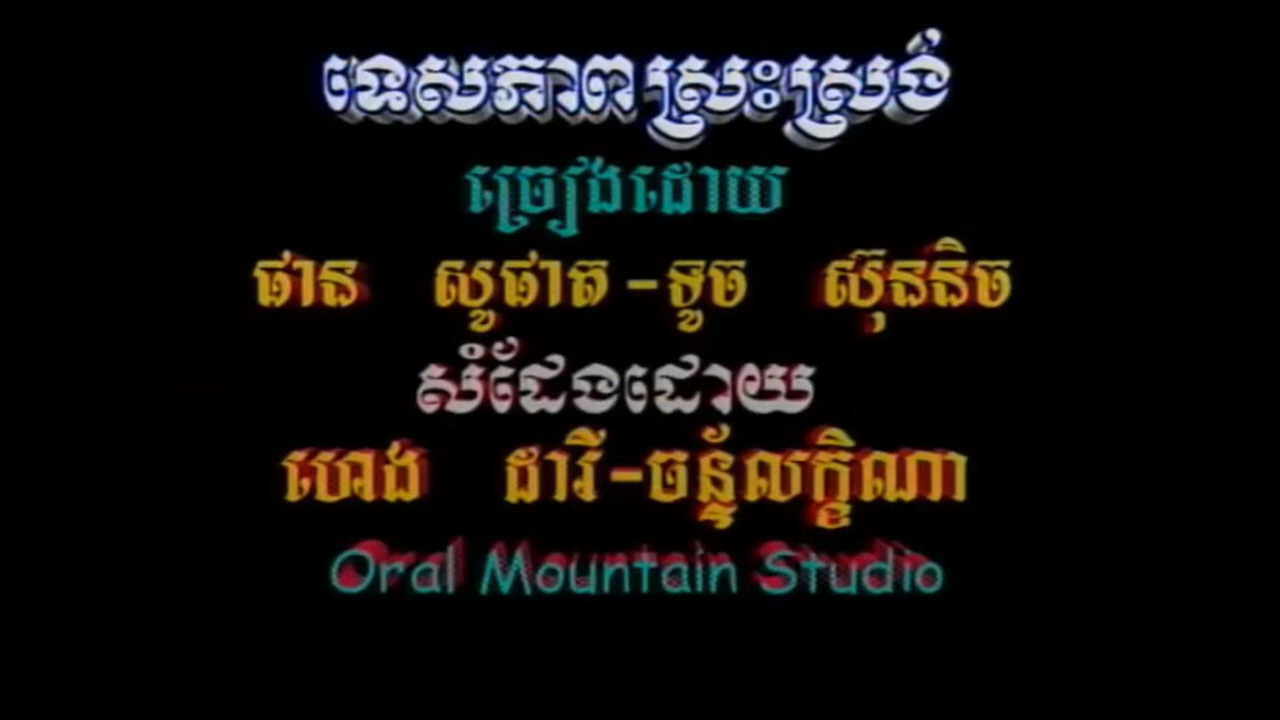 ទេសភាពស្រះស្រង់
ច្រៀងដោយ
ផាន សូផាត - ទូច ស៊ុននិច
សំដែងដោយ
ហេង ដាវី - ចន្ទ័លក្ខិណា
Oral Mountain Studio